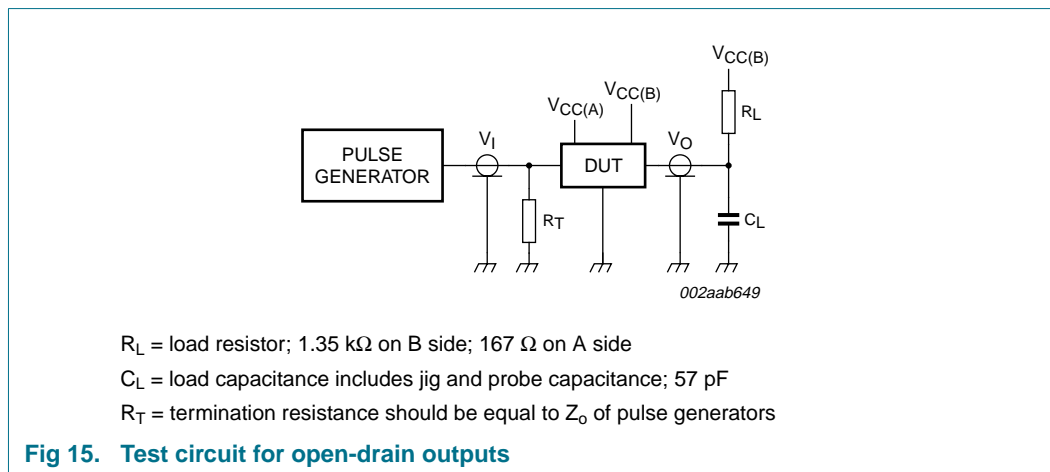 VCC(B)
VCC(B)
VCC(A)
RL
PULSE
GENERATOR
VI
DUT
VO
RT
CL
002aab649
RL = load resistor; 1.35 kΩ on B side; 167 Ω on A side
CL = load capacitance includes jig and probe capacitance; 57 pF
RT = termination resistance should be equal to Zo of pulse generators
Fig 15. Test circuit for open-drain outputs